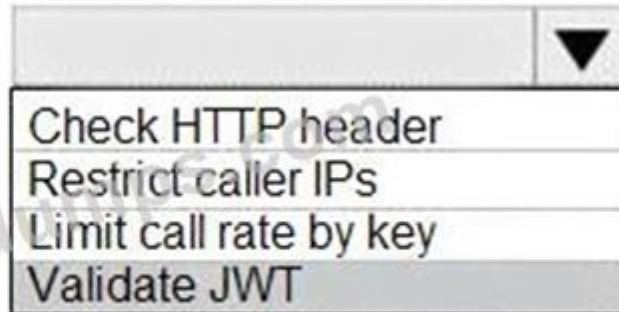 Check HTTP header
Restrict caller IPs
Limit call rate by key
Validate JWT